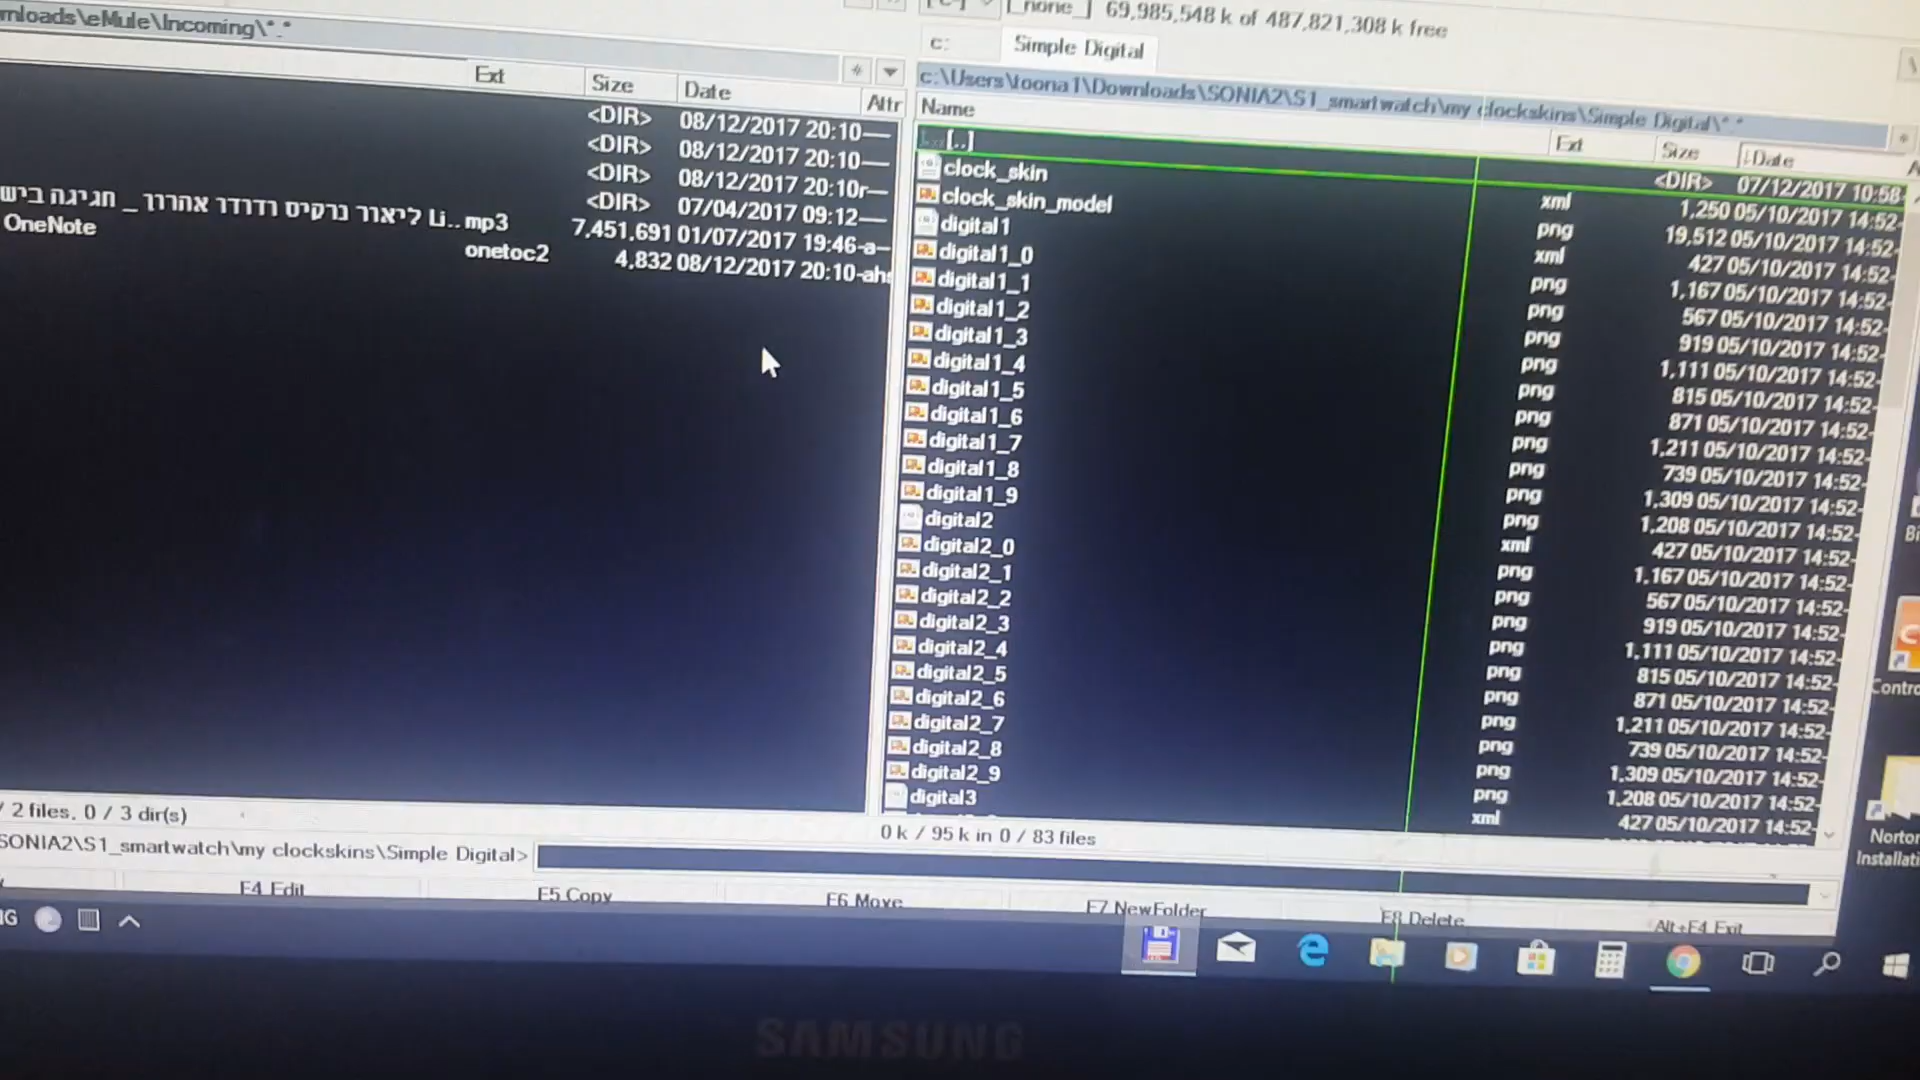 mloads\eMule\Incoming\*.*
Ext Size Date Attr
<DIR> 08/12/2017 20:10—
<DIR> 08/12/2017 20:10—
<DIR> 08/12/2017 20:10r—
<DIR> 07/04/2017 09:12—
ליאור נרקיס ודודו אהרון _ חגיגה ביש Li.. mp3 7,451,691 01/07/2017 19:46-a—
OneNote onetoc2 4,832 08/12/2017 20:10-ahs
/ 2 files, 0 / 3 dir(s)
[_none_] 69,985,548 k of 487,821,308 k free
c: Simple Digital
c:\Users\toona1\Downloads\SONIA2\S1_smartwatch\my clockskins\Simple Digital\*.*
Name Ext Size Date
[..] <DIR> 07/12/2017 10:58-
clock_skin xml 1,250 05/10/2017 14:52-
clock_skin_model png 19,512 05/10/2017 14:52-
digital1 xml 427 05/10/2017 14:52-
digital1_0 png 1,167 05/10/2017 14:52-
digital1_1 png 567 05/10/2017 14:52-
digital1_2 png 919 05/10/2017 14:52-
digital1_3 png 1,111 05/10/2017 14:52-
digital1_4 png 815 05/10/2017 14:52-
digital1_5 png 871 05/10/2017 14:52-
digital1_6 png 1,211 05/10/2017 14:52-
digital1_7 png 739 05/10/2017 14:52-
digital1_8 png 1,309 05/10/2017 14:52-
digital1_9 png 1,208 05/10/2017 14:52-
digital2 xml 427 05/10/2017 14:52-
digital2_0 png 1,167 05/10/2017 14:52-
digital2_1 png 567 05/10/2017 14:52-
digital2_2 png 919 05/10/2017 14:52-
digital2_3 png 1,111 05/10/2017 14:52-
digital2_4 png 815 05/10/2017 14:52-
digital2_5 png 871 05/10/2017 14:52-
digital2_6 png 1,211 05/10/2017 14:52-
digital2_7 png 739 05/10/2017 14:52-
digital2_8 png 1,309 05/10/2017 14:52-
digital2_9 png 1,208 05/10/2017 14:52-
digital3 xml 427 05/10/2017 14:52-
0 k / 95 k in 0 / 83 files
SONIA2\S1_smartwatch\my clockskins\Simple Digital>
F4 Edit F5 Copy F6 Move F7 NewFolder F8 Delete Alt+F4 Exit
Contro
Norton
Installati
SAMSUNG